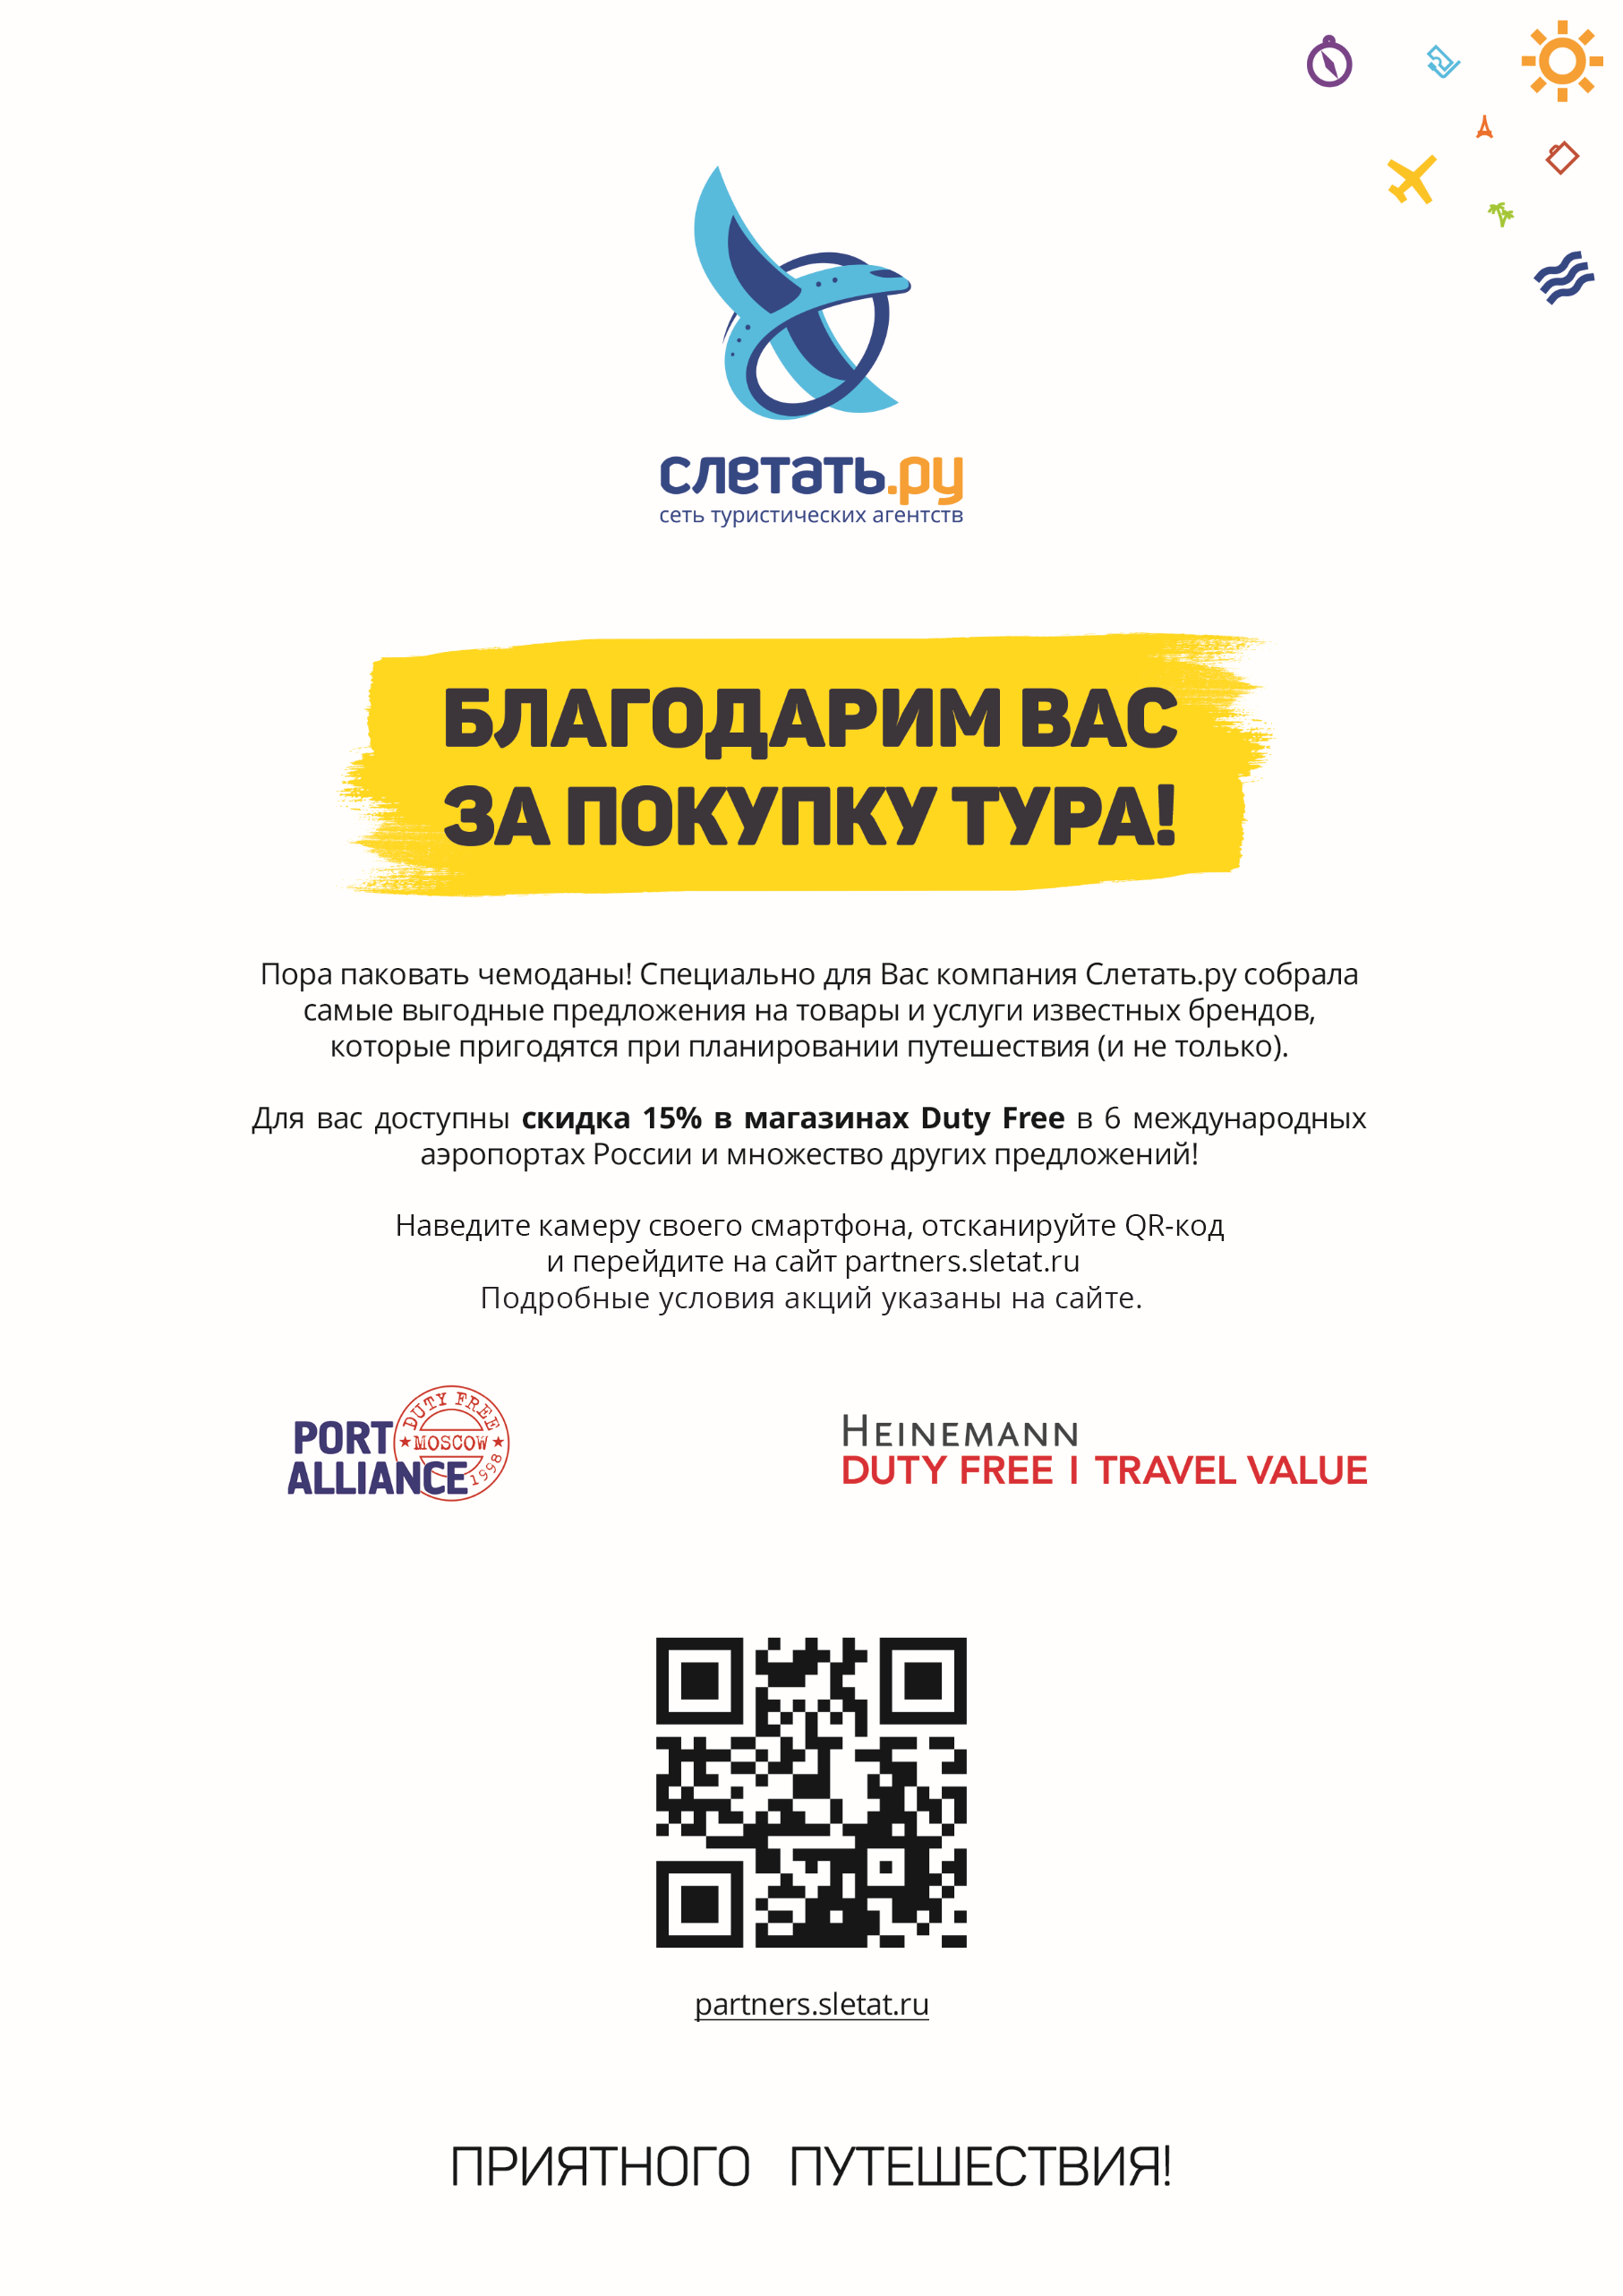 слетать.ру
сеть туристических агентств
БЛАГОДАРИМ ВАС
ЗА ПОКУПКУ ТУРА!
Пора паковать чемоданы! Специально для Вас компания Слетать.ру собрала
самые выгодные предложения на товары и услуги известных брендов,
которые пригодятся при планировании путешествия (и не только).
Для вас доступны скидка 15% в магазинах Duty Free в 6 международных
аэропортах России и множество других предложений!
Наведите камеру своего смартфона, отсканируйте QR-код
и перейдите на сайт partners.sletat.ru
Подробные условия акций указаны на сайте.
PORT
ALLIANCE
DUTY FREE
MOSCOW
1998
HEINEMANN
DUTY FREE | TRAVEL VALUE
partners.sletat.ru
ПРИЯТНОГО ПУТЕШЕСТВИЯ!